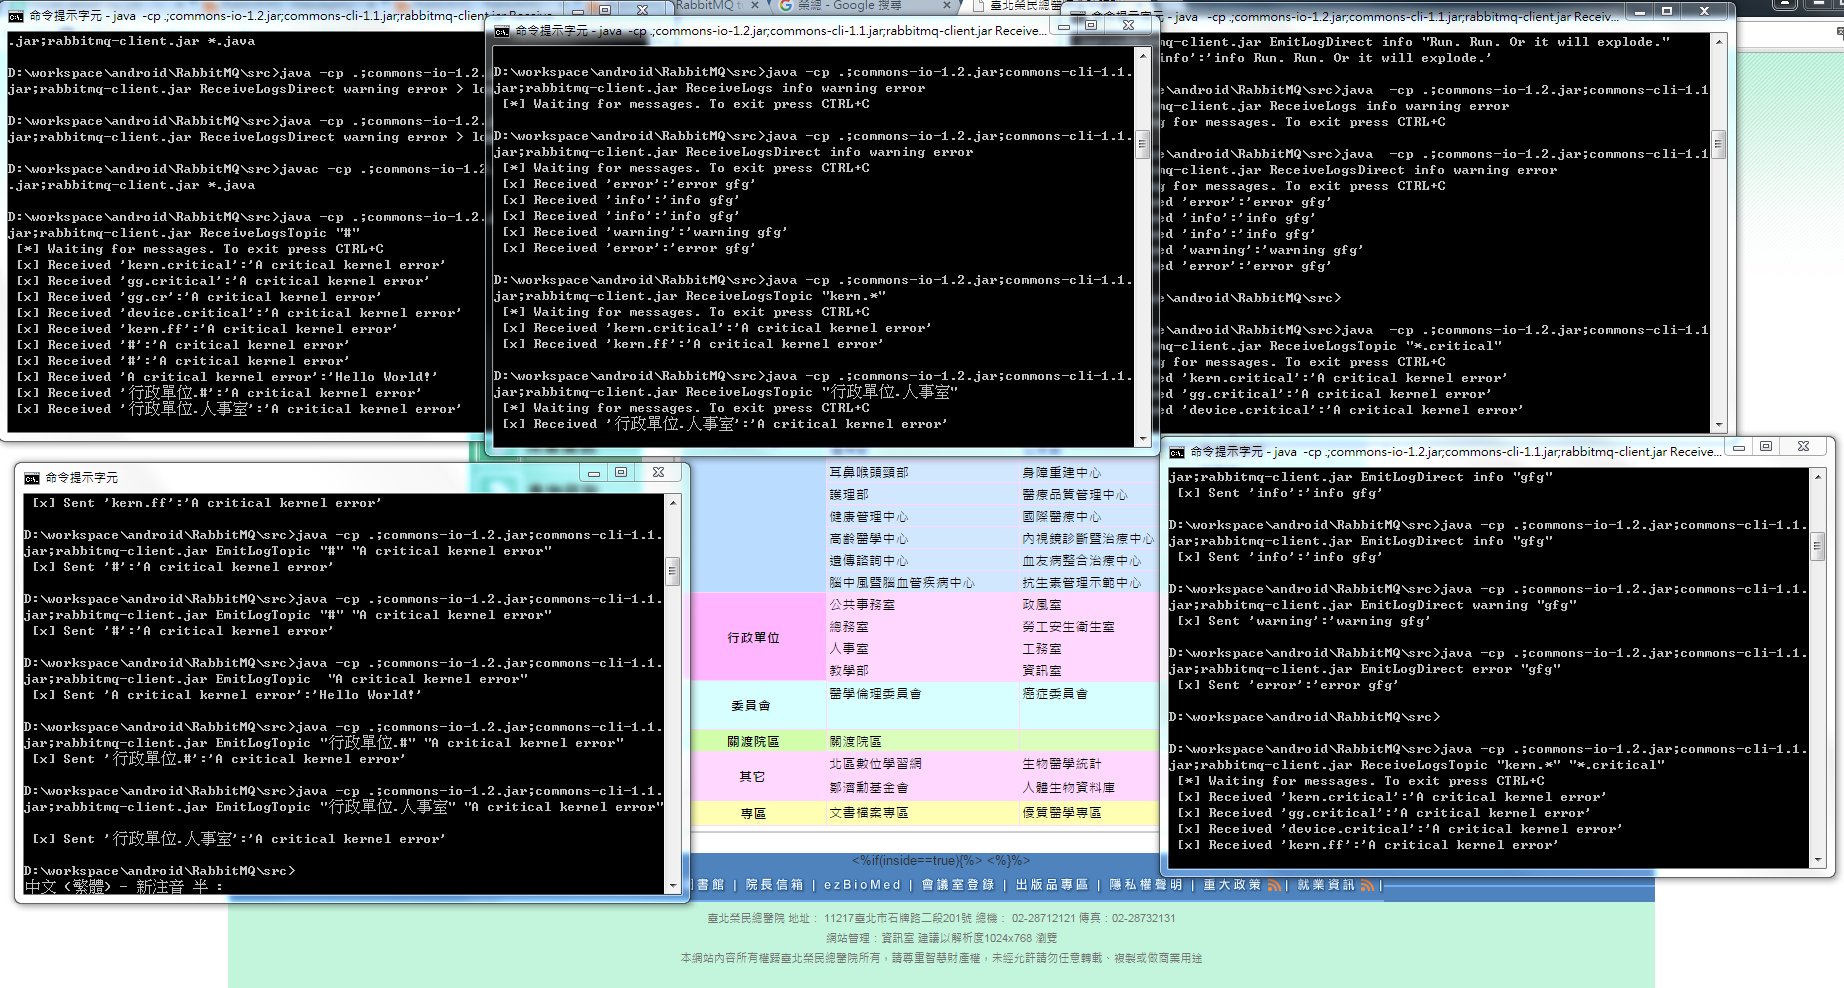 命令提示字元 - java -cp .;commons-io-1.2.jar;commons-cli-1.1.jar;rabbitmq-client.jar Receive...
.jar;rabbitmq-client.jar *.java
D:\workspace\android\RabbitMQ\src>java -cp .;commons-io-1.2.
jar;rabbitmq-client.jar ReceiveLogsDirect warning error > lo
D:\workspace\android\RabbitMQ\src>java -cp .;commons-io-1.2.
jar;rabbitmq-client.jar ReceiveLogsDirect warning error > lo
D:\workspace\android\RabbitMQ\src>javac -cp .;commons-io-1.2
.jar;rabbitmq-client.jar *.java
D:\workspace\android\RabbitMQ\src>java -cp .;commons-io-1.2.
jar;rabbitmq-client.jar ReceiveLogsTopic "#"
[*] Waiting for messages. To exit press CTRL+C
[x] Received 'kern.critical':'A critical kernel error'
[x] Received 'gg.critical':'A critical kernel error'
[x] Received 'gg.cr':'A critical kernel error'
[x] Received 'device.critical':'A critical kernel error'
[x] Received 'kern.ff':'A critical kernel error'
[x] Received '#':'A critical kernel error'
[x] Received '#':'A critical kernel error'
[x] Received 'A critical kernel error':'Hello World!'
[x] Received '行政單位.#':'A critical kernel error'
[x] Received '行政單位.人事室':'A critical kernel error'
RabbitMQ tu
榮總 - Google 搜尋
臺北榮民總醫
命令提示字元 - java -cp .;commons-io-1.2.jar;commons-cli-1.1.jar;rabbitmq-client.jar Receive...
D:\workspace\android\RabbitMQ\src>java -cp .;commons-io-1.2.jar;commons-cli-1.1.
jar;rabbitmq-client.jar ReceiveLogs info warning error
[*] Waiting for messages. To exit press CTRL+C
D:\workspace\android\RabbitMQ\src>java -cp .;commons-io-1.2.jar;commons-cli-1.1.
jar;rabbitmq-client.jar ReceiveLogsDirect info warning error
[*] Waiting for messages. To exit press CTRL+C
[x] Received 'error':'error gfg'
[x] Received 'info':'info gfg'
[x] Received 'info':'info gfg'
[x] Received 'warning':'warning gfg'
[x] Received 'error':'error gfg'
D:\workspace\android\RabbitMQ\src>java -cp .;commons-io-1.2.jar;commons-cli-1.1.
jar;rabbitmq-client.jar ReceiveLogsTopic "kern.*"
[*] Waiting for messages. To exit press CTRL+C
[x] Received 'kern.critical':'A critical kernel error'
[x] Received 'kern.ff':'A critical kernel error'
D:\workspace\android\RabbitMQ\src>java -cp .;commons-io-1.2.jar;commons-cli-1.1.
jar;rabbitmq-client.jar ReceiveLogsTopic "行政單位.人事室"
[*] Waiting for messages. To exit press CTRL+C
[x] Received '行政單位.人事室':'A critical kernel error'
命令提示字元 - java -cp .;commons-io-1.2.jar;commons-cli-1.1.jar;rabbitmq-client.jar Receive...
mq-client.jar EmitLogDirect info "Run. Run. Or it will explode."
info':'info Run. Run. Or it will explode.'
e\android\RabbitMQ\src>java -cp .;commons-io-1.2.jar;commons-cli-1.1
mq-client.jar ReceiveLogs info warning error
g for messages. To exit press CTRL+C
e\android\RabbitMQ\src>java -cp .;commons-io-1.2.jar;commons-cli-1.1
mq-client.jar ReceiveLogsDirect info warning error
g for messages. To exit press CTRL+C
ed 'error':'error gfg'
ed 'info':'info gfg'
ed 'info':'info gfg'
ed 'warning':'warning gfg'
ed 'error':'error gfg'
e\android\RabbitMQ\src>
e\android\RabbitMQ\src>java -cp .;commons-io-1.2.jar;commons-cli-1.1
mq-client.jar ReceiveLogsTopic "*.critical"
g for messages. To exit press CTRL+C
ed 'kern.critical':'A critical kernel error'
ed 'gg.critical':'A critical kernel error'
ed 'device.critical':'A critical kernel error'
命令提示字元
[x] Sent 'kern.ff':'A critical kernel error'
D:\workspace\android\RabbitMQ\src>java -cp .;commons-io-1.2.jar;commons-cli-1.1.
jar;rabbitmq-client.jar EmitLogTopic "#" "A critical kernel error"
[x] Sent '#':'A critical kernel error'
D:\workspace\android\RabbitMQ\src>java -cp .;commons-io-1.2.jar;commons-cli-1.1.
jar;rabbitmq-client.jar EmitLogTopic "#" "A critical kernel error"
[x] Sent '#':'A critical kernel error'
D:\workspace\android\RabbitMQ\src>java -cp .;commons-io-1.2.jar;commons-cli-1.1.
jar;rabbitmq-client.jar EmitLogTopic  "A critical kernel error"
[x] Sent 'A critical kernel error':'Hello World!'
D:\workspace\android\RabbitMQ\src>java -cp .;commons-io-1.2.jar;commons-cli-1.1.
jar;rabbitmq-client.jar EmitLogTopic "行政單位.#" "A critical kernel error"
[x] Sent '行政單位.#':'A critical kernel error'
D:\workspace\android\RabbitMQ\src>java -cp .;commons-io-1.2.jar;commons-cli-1.1.
jar;rabbitmq-client.jar EmitLogTopic "行政單位.人事室" "A critical kernel error"
[x] Sent '行政單位.人事室':'A critical kernel error'
D:\workspace\android\RabbitMQ\src>
中文 (繁體) - 新注音 半 :
耳鼻喉頭頸部 身障重建中心
護理部 醫療品質管理中心
健康管理中心 國際醫療中心
高齡醫學中心 內視鏡診斷暨治療中心
遺傳諮詢中心 血友病整合治療中心
腦中風暨腦血管疾病中心 抗生素管理示範中心
行政單位
公共事務室 政風室
總務室 勞工安全衛生室
人事室 工務室
教學部 資訊室
委員會
醫學倫理委員會 癌症委員會
關渡院區 關渡院區
其它
北區數位學習網 生物醫學統計
鄒濟勳基金會 人體生物資料庫
專區 文書檔案專區 優質醫學專區
<%if(inside==true){%> <%}%>
圖書館 | 院長信箱 | ezBioMed | 會議室登錄 | 出版品專區 | 隱私權聲明 | 重大政策 | 就業資訊 |
臺北榮民總醫院 地址： 11217臺北市石牌路二段201號 總機： 02-28712121 傳真：02-28732131
網站管理：資訊室 建議以解析度1024x768 瀏覽
本網站內容所有權歸臺北榮民總醫院所有，請尊重智慧財產權，未經允許請勿任意轉載、複製或做商業用途
命令提示字元 - java -cp .;commons-io-1.2.jar;commons-cli-1.1.jar;rabbitmq-client.jar Receive...
jar;rabbitmq-client.jar EmitLogDirect info "gfg"
[x] Sent 'info':'info gfg'
D:\workspace\android\RabbitMQ\src>java -cp .;commons-io-1.2.jar;commons-cli-1.1.
jar;rabbitmq-client.jar EmitLogDirect info "gfg"
[x] Sent 'info':'info gfg'
D:\workspace\android\RabbitMQ\src>java -cp .;commons-io-1.2.jar;commons-cli-1.1.
jar;rabbitmq-client.jar EmitLogDirect warning "gfg"
[x] Sent 'warning':'warning gfg'
D:\workspace\android\RabbitMQ\src>java -cp .;commons-io-1.2.jar;commons-cli-1.1.
jar;rabbitmq-client.jar EmitLogDirect error "gfg"
[x] Sent 'error':'error gfg'
D:\workspace\android\RabbitMQ\src>
D:\workspace\android\RabbitMQ\src>java -cp .;commons-io-1.2.jar;commons-cli-1.1.
jar;rabbitmq-client.jar ReceiveLogsTopic "kern.*" "*.critical"
[*] Waiting for messages. To exit press CTRL+C
[x] Received 'kern.critical':'A critical kernel error'
[x] Received 'gg.critical':'A critical kernel error'
[x] Received 'device.critical':'A critical kernel error'
[x] Received 'kern.ff':'A critical kernel error'